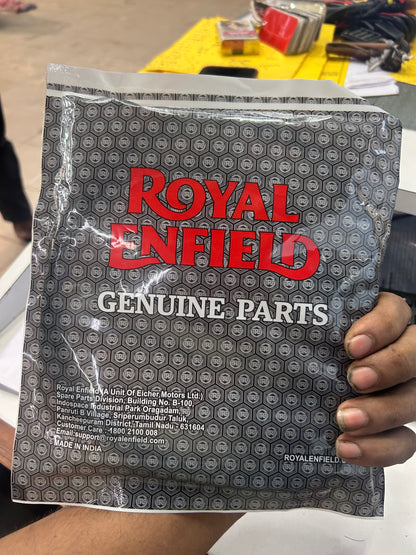 ROYAL
ENFIELD
GENUINE PARTS
Royal Enfield (A Unit Of Eicher Motors Ltd.)
Spare Parts Division, Building No. B-100,
Indospace Industrial Park Oragadam,
Panruti B Village, Sriperumbudur Taluk,
Kancheepuram District, Tamil Nadu - 631604
Customer Care :1800 2100 008
Email:support@royalenfield.com
MADE IN INDIA
ROYALENFIELD.C